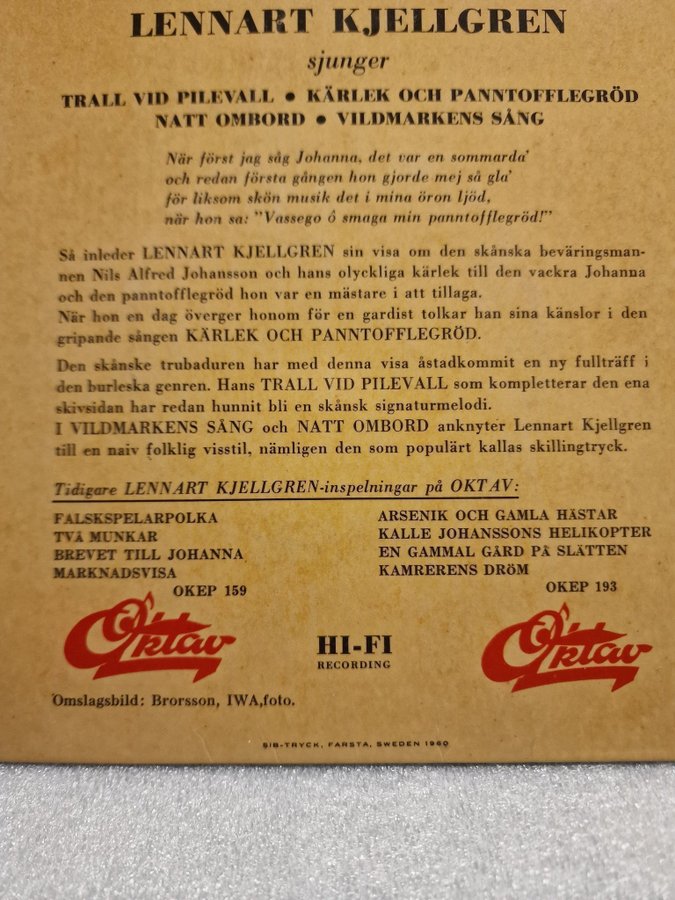 LENNART KJELLGREN
sjunger
TRALL VID PILEVALL • KÄRLEK OCH PANNTOFFLEGRÖD
NATT OMBORD • VILDMARKENS SÅNG
När först jag såg Johanna, det var en sommarda'
och redan första gången hon gjorde mej så gla'
för liksom skön musik det i mina öron ljöd,
när hon sa: "Vassego ô smaga min panntofflegröd!"
Så inleder LENNART KJELLGREN sin visa om den skånska beväringsman-
nen Nils Alfred Johansson och hans olyckliga kärlek till den vackra Johanna
och den panntofflegröd hon var en mästare i att tillaga.
När hon en dag överger honom för en gardist tolkar han sina känslor i den
gripande sången KÄRLEK OCH PANNTOFFLEGRÖD.
Den skånske trubaduren har med denna visa åstadkommit en ny fullträff i
den burleska genren. Hans TRALL VID PILEVALL som kompletterar den ena
skivsidan har redan hunnit bli en skånsk signaturmelodi.
I VILDMARKENS SÅNG och NATT OMBORD anknyter Lennart Kjellgren
till en naiv folklig visstil, nämligen den som populärt kallas skillingtryck.
Tidigare LENNART KJELLGREN-inspelningar på OKTAV:
FALSKSPELARPOLKA
TVÅ MUNKAR
BREVET TILL JOHANNA
MARKNADSVISA
OKEP 159
ARSENIK OCH GAMLA HÄSTAR
KALLE JOHANSSONS HELIKOPTER
EN GAMMAL GÅRD PÅ SLÄTTEN
KAMRERENS DRÖM
OKEP 193
Oktav
HI-FI
RECORDING
Oktav
Omslagsbild: Brorsson, IWA,foto.
SIB-TRYCK, FARSTA, SWEDEN 1960